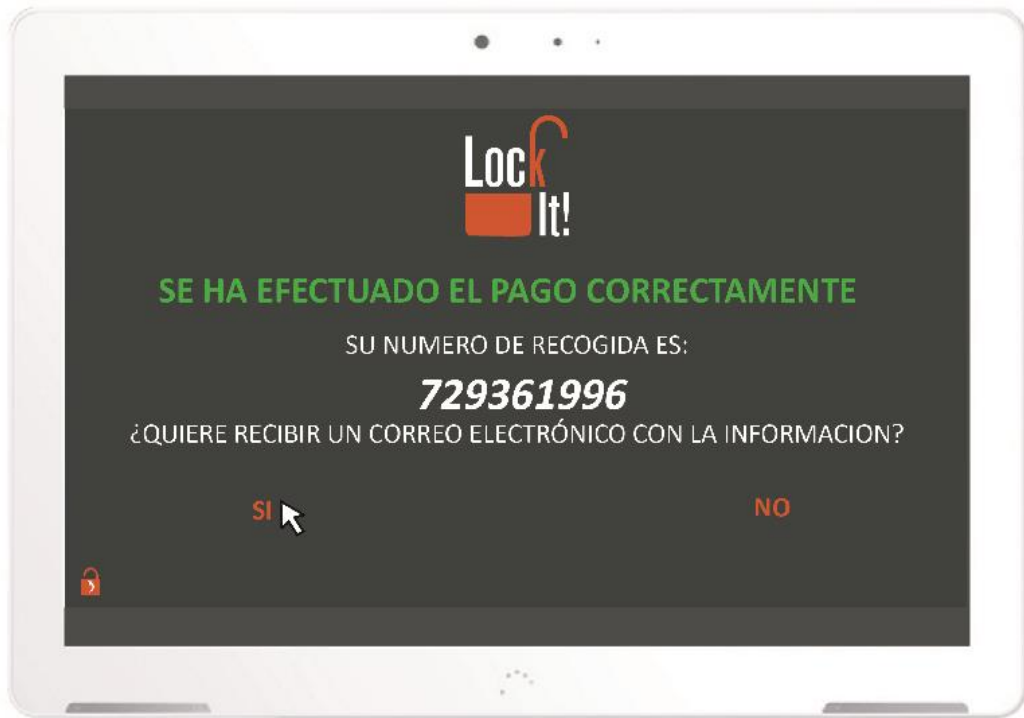 Lock
It!
SE HA EFECTUADO EL PAGO CORRECTAMENTE
SU NUMERO DE RECOGIDA ES:
729361996
¿QUIERE RECIBIR UN CORREO ELECTRÓNICO CON LA INFORMACION?
SI NO